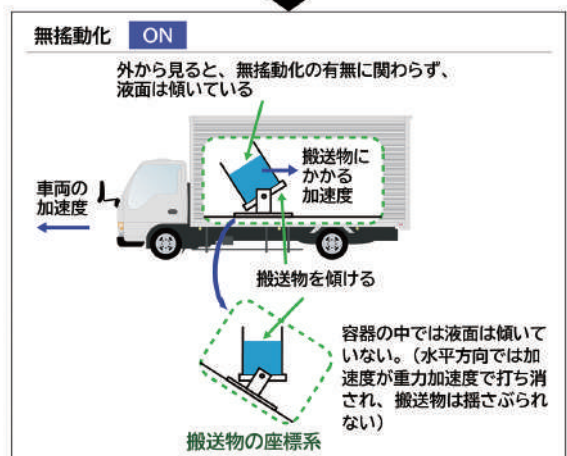 無搖動化 ON
外から見ると、無搖動化の有無に関わらず、
液面は傾いている
搬送物に
かかる
加速度
車両の
加速度
搬送物を傾ける
容器の中では液面は傾いて
いない。（水平方向では加
速度が重力加速度で打ち消
され、搬送物は揺さぶられ
ない）
搬送物の座標系